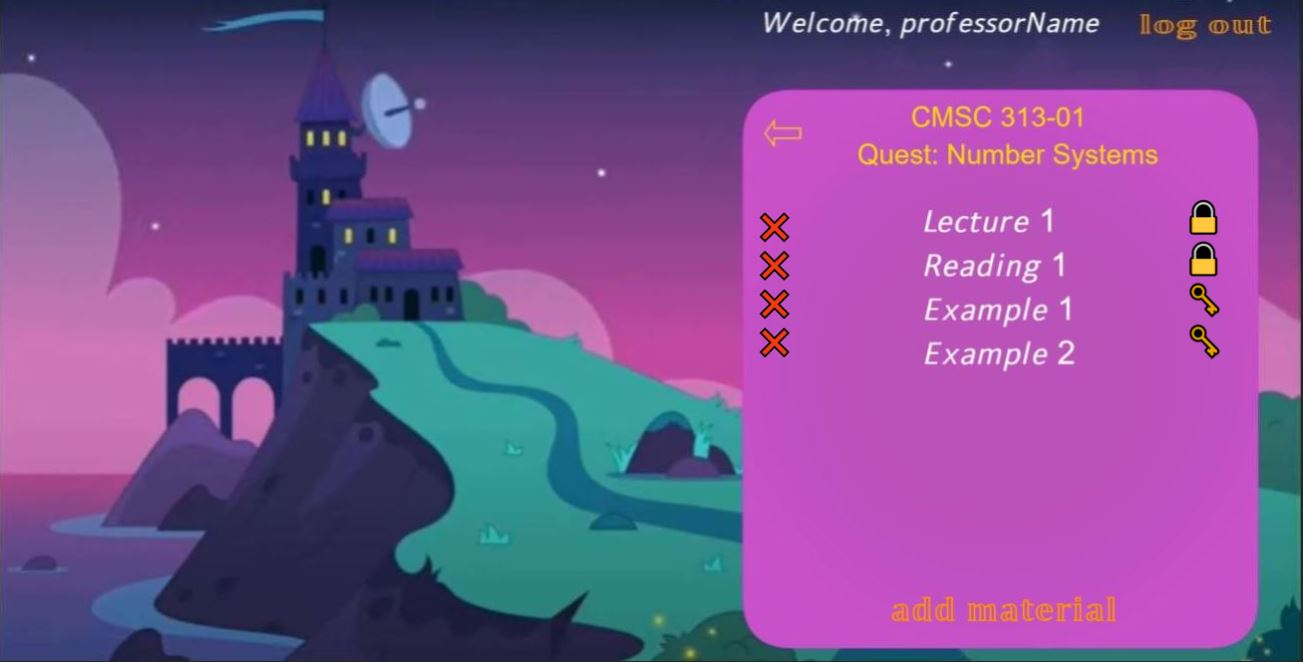 Welcome, professorName log out
CMSC 313-01
Quest: Number Systems
Lecture 1
Reading 1
Example 1
Example 2
add material